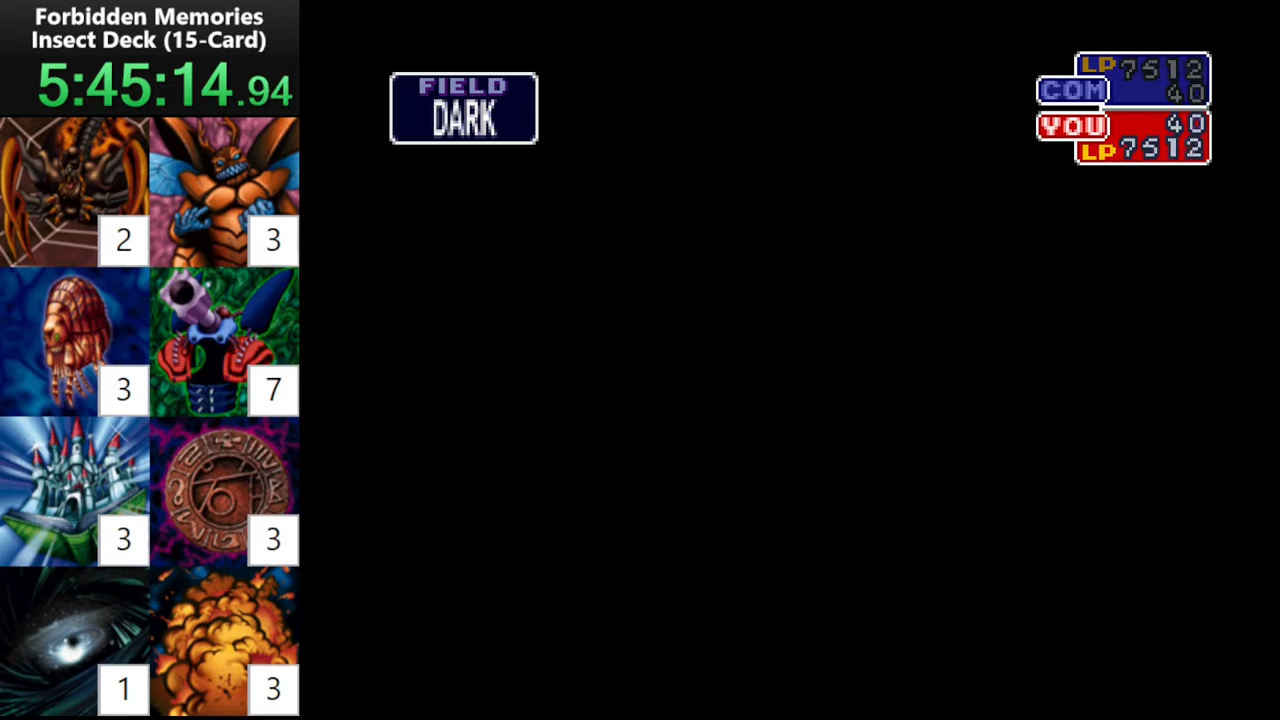 Forbidden Memories
Insect Deck (15-Card)
5:45:14.94
FIELD
DARK
LP 7512
COM 40
YOU 40
LP 7512
2
3
3
7
3
3
1
3